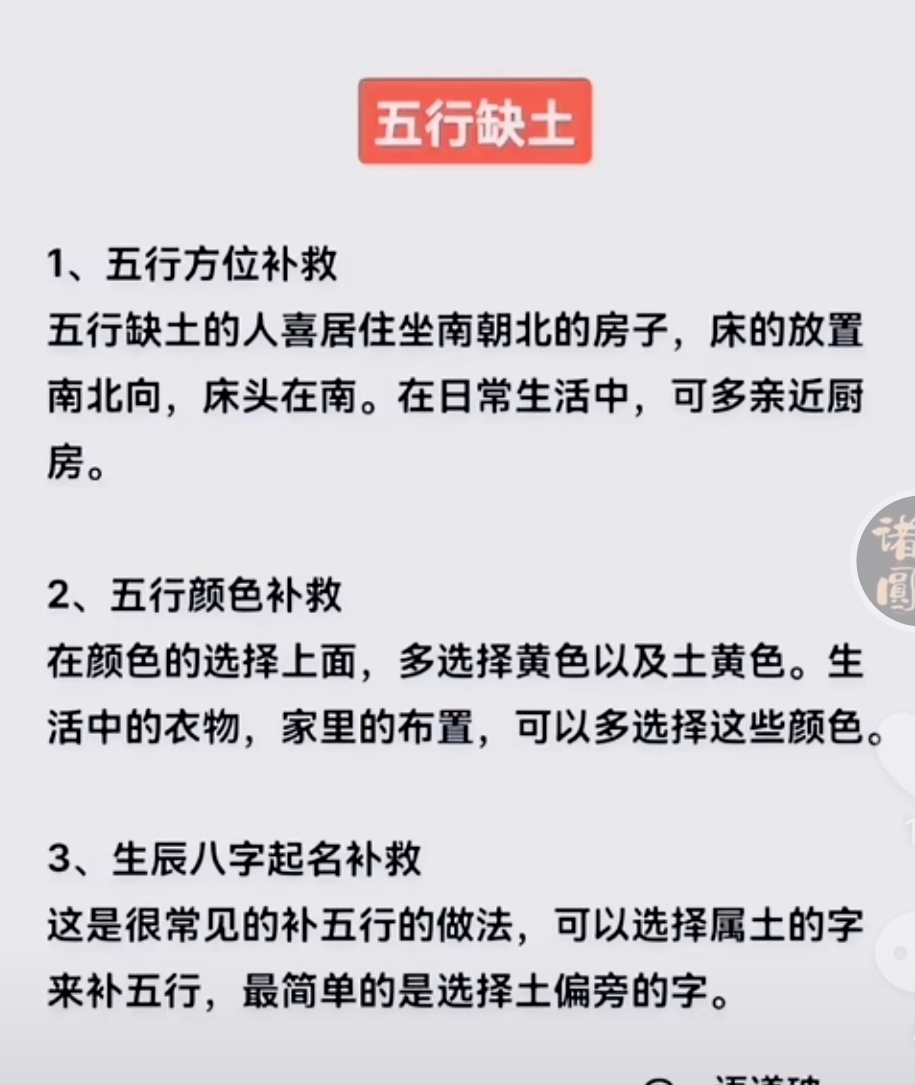 五行缺土
1、五行方位补救
五行缺土的人喜居住坐南朝北的房子，床的放置
南北向，床头在南。在日常生活中，可多亲近厨
房。
诸
圓
2、五行颜色补救
在颜色的选择上面，多选择黄色以及土黄色。生
活中的衣物，家里的布置，可以多选择这些颜色。
3、生辰八字起名补救
这是很常见的补五行的做法，可以选择属土的字
来补五行，最简单的是选择土偏旁的字。